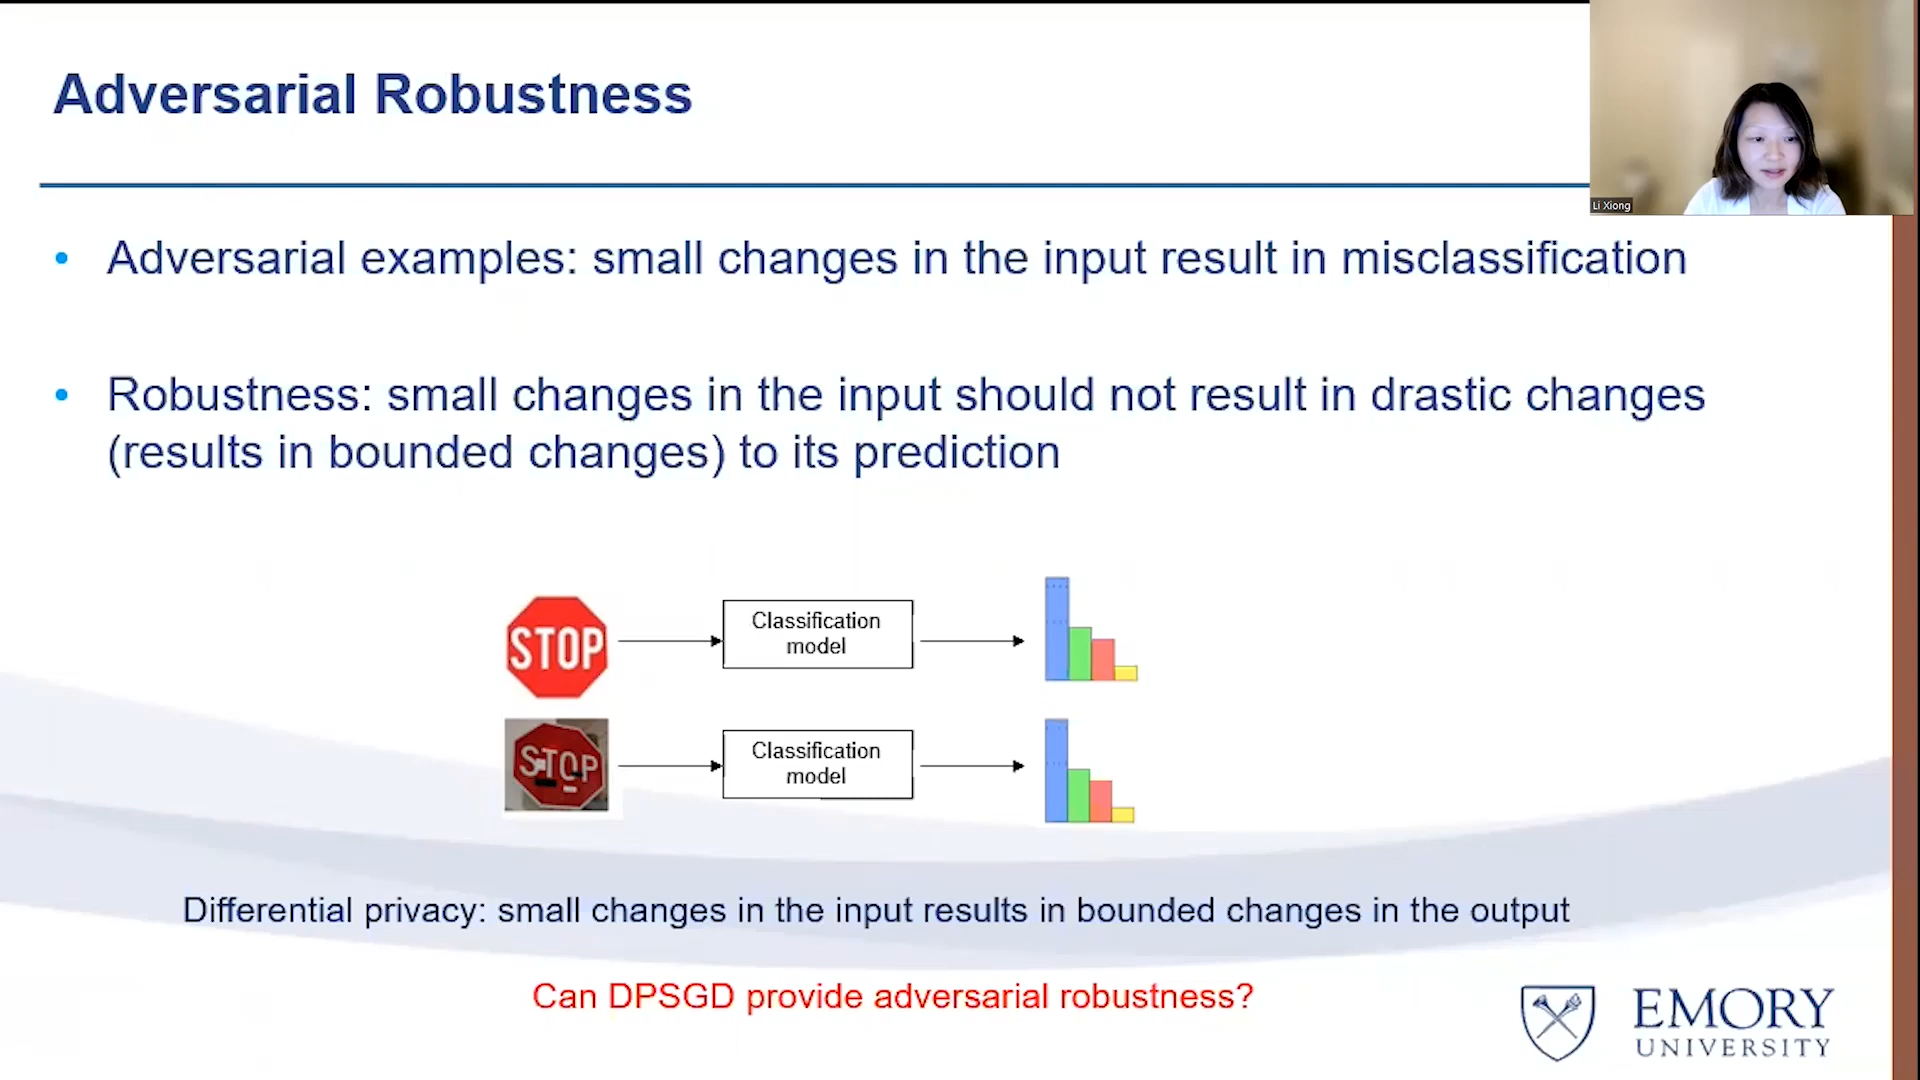 Adversarial Robustness
Li Xiong
Adversarial examples: small changes in the input result in misclassification
Robustness: small changes in the input should not result in drastic changes
(results in bounded changes) to its prediction
STOP
Classification
model
STOP
Classification
model
Differential privacy: small changes in the input results in bounded changes in the output
Can DPSGD provide adversarial robustness?
EMORY
UNIVERSITY